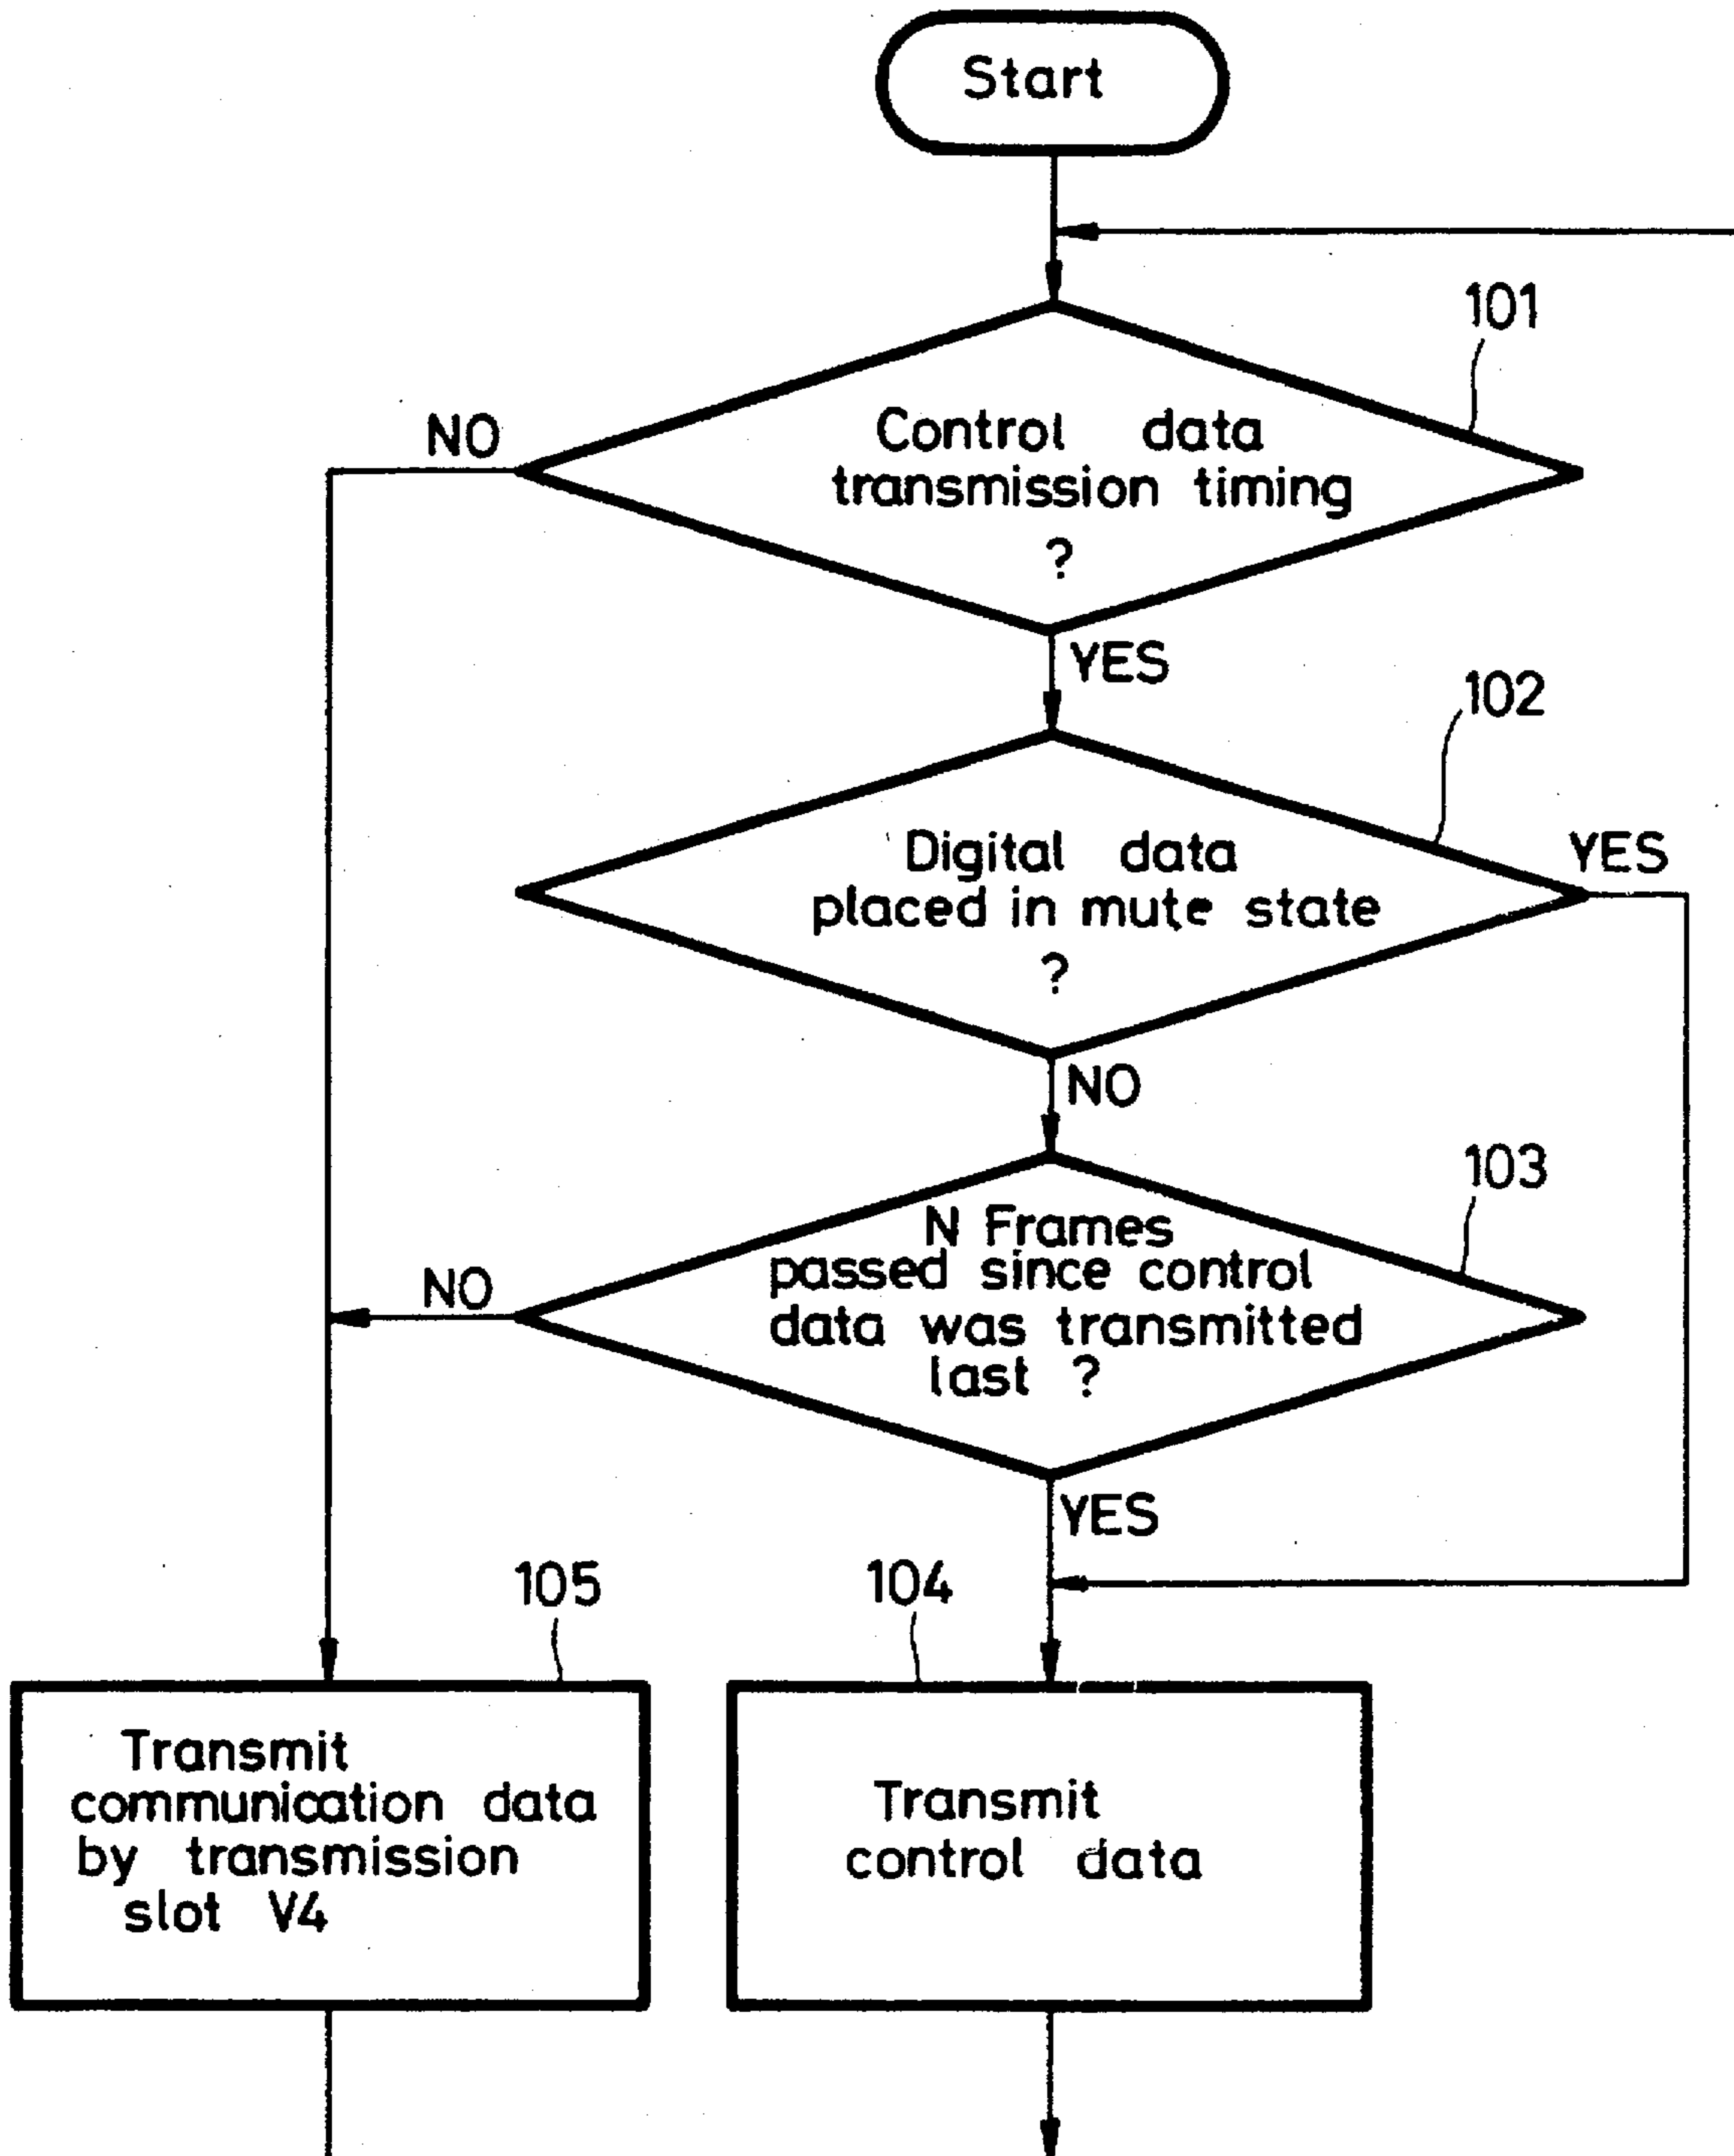 Start
101
NO
Control data
transmission timing
?
YES
102
Digital data
placed in mute state
?
YES
NO
103
N Frames
passed since control
data was transmitted
last ?
NO
YES
105
104
Transmit
communication data
by transmission
slot V4
Transmit
control data